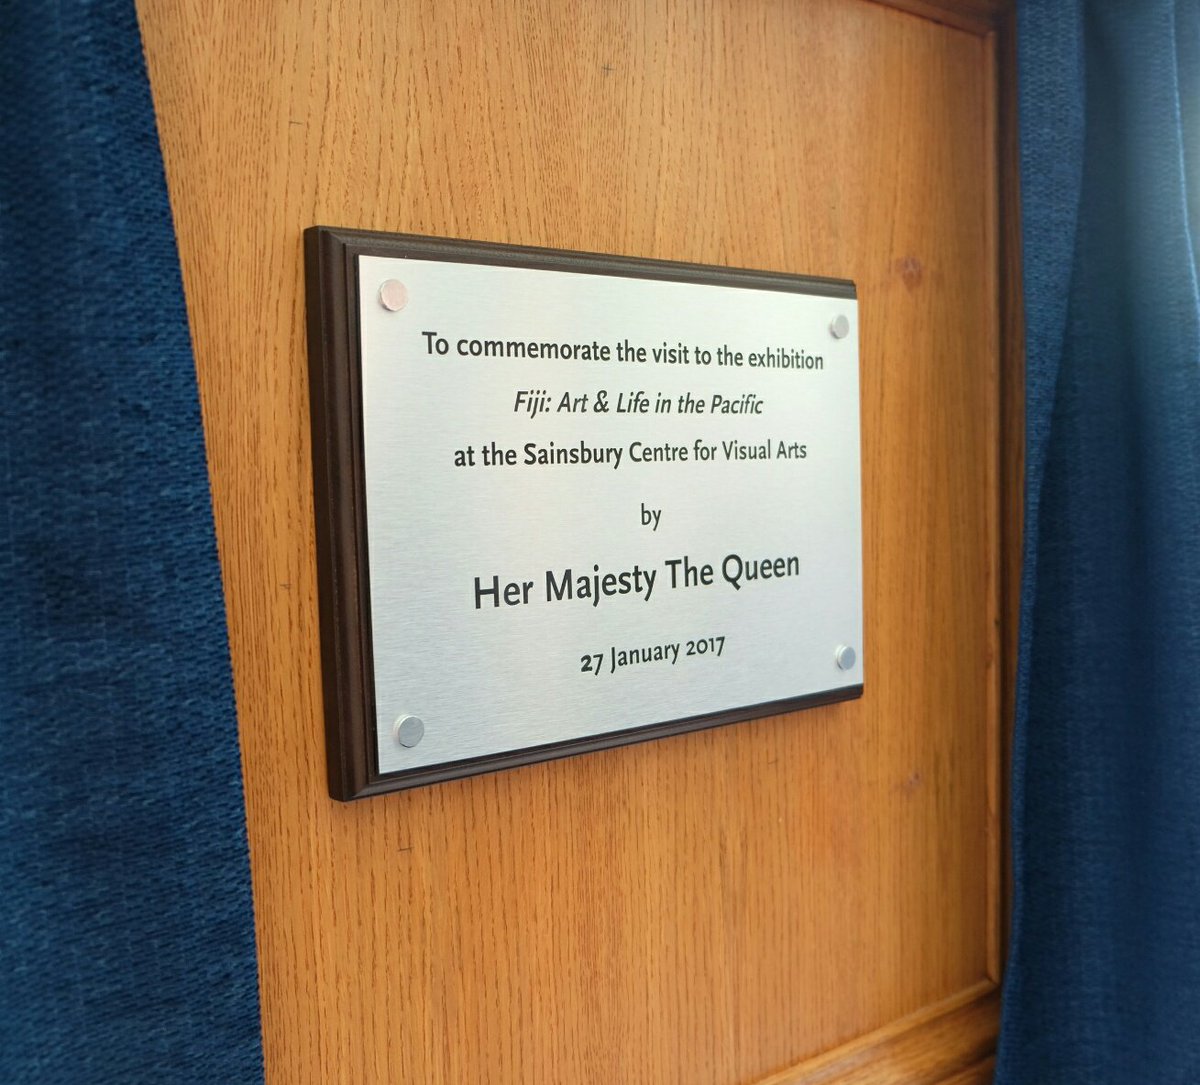 To commemorate the visit to the exhibition
Fiji: Art & Life in the Pacific
at the Sainsbury Centre for Visual Arts
by
Her Majesty The Queen
27 January 2017